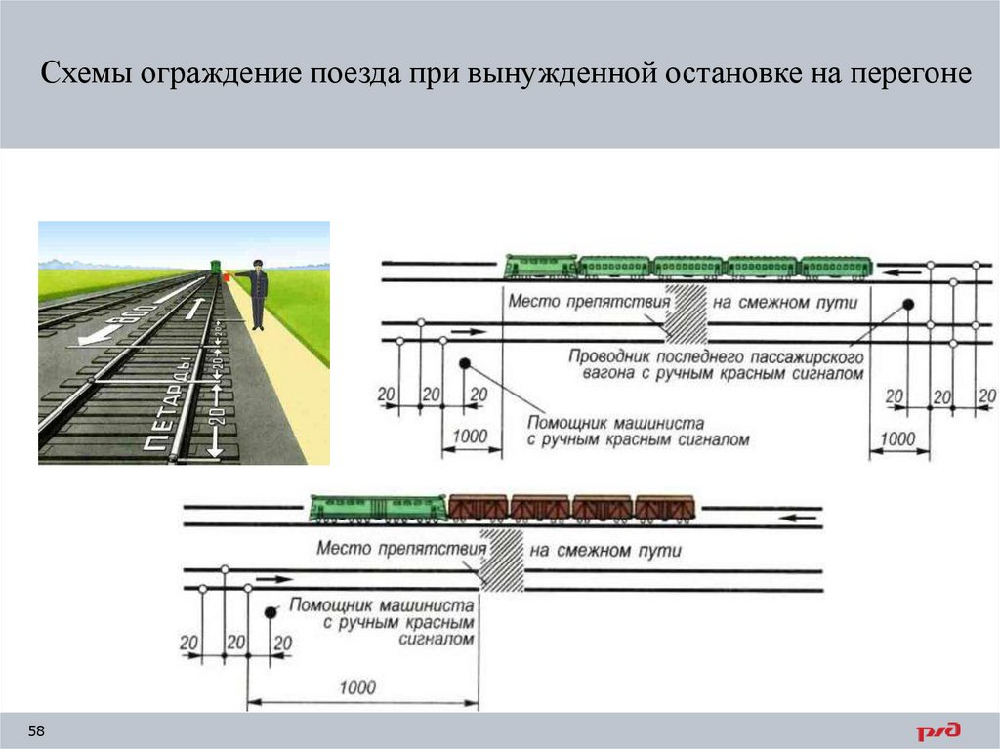 Схемы ограждение поезда при вынужденной остановке на перегоне
800
ПЕТАРДЫ
20
20
20
Место препятствия
на смежном пути
Проводник последнего пассажирского
вагона с ручным красным сигналом
20
20
20
20
20
20
1000
Помощник машиниста
с ручным красным сигналом
1000
Место препятствия
на смежном пути
Помощник машиниста
с ручным красным
сигналом
20
20
20
1000
58
ржд